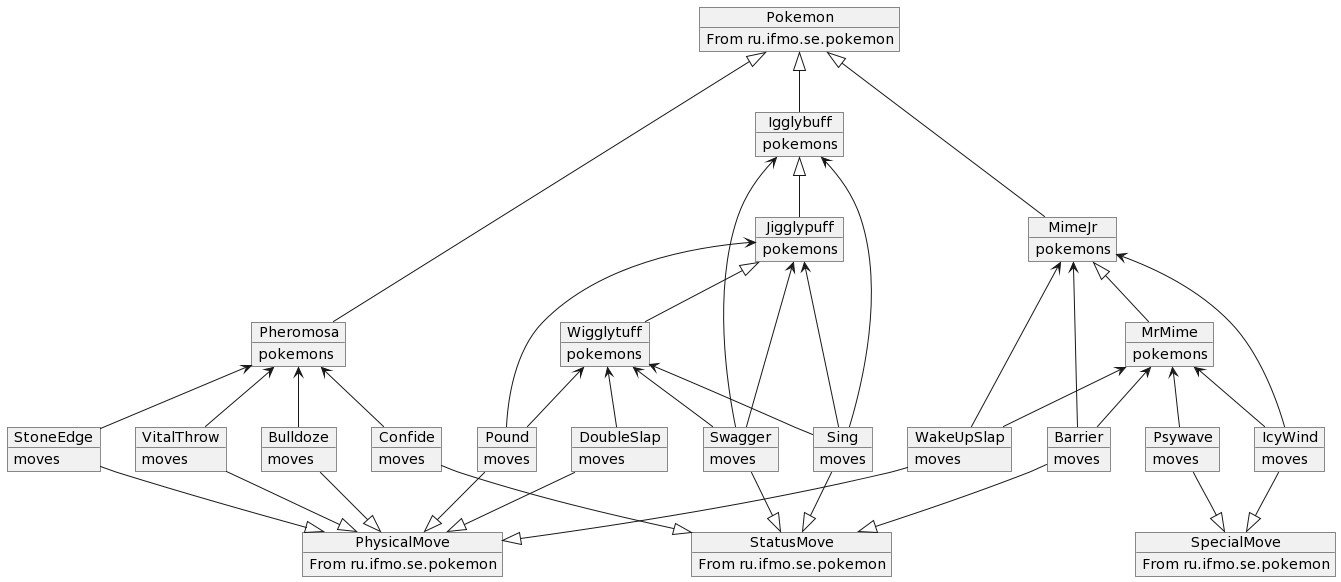 Pokemon
From ru.ifmo.se.pokemon
Igglybuff
pokemons
Jigglypuff
pokemons
MimeJr
pokemons
Pheromosa
pokemons
Wigglytuff
pokemons
MrMime
pokemons
StoneEdge
moves
VitalThrow
moves
Bulldoze
moves
Confide
moves
Pound
moves
DoubleSlap
moves
Swagger
moves
Sing
moves
WakeUpSlap
moves
Barrier
moves
Psywave
moves
IcyWind
moves
PhysicalMove
From ru.ifmo.se.pokemon
StatusMove
From ru.ifmo.se.pokemon
SpecialMove
From ru.ifmo.se.pokemon